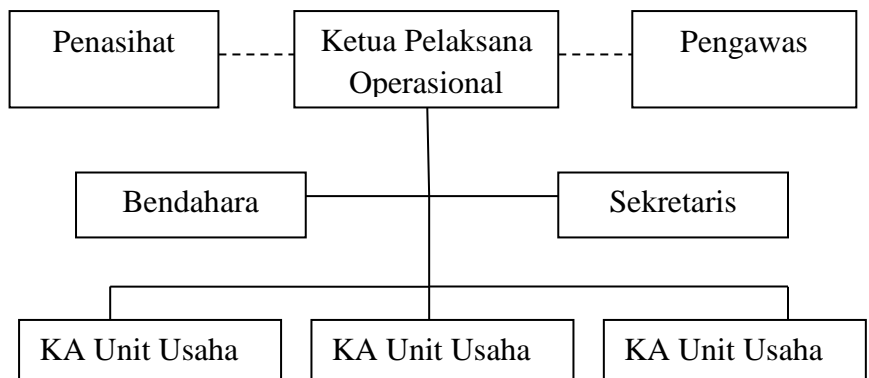 Penasihat
Ketua Pelaksana
Operasional
Pengawas
Bendahara
Sekretaris
KA Unit Usaha
KA Unit Usaha
KA Unit Usaha